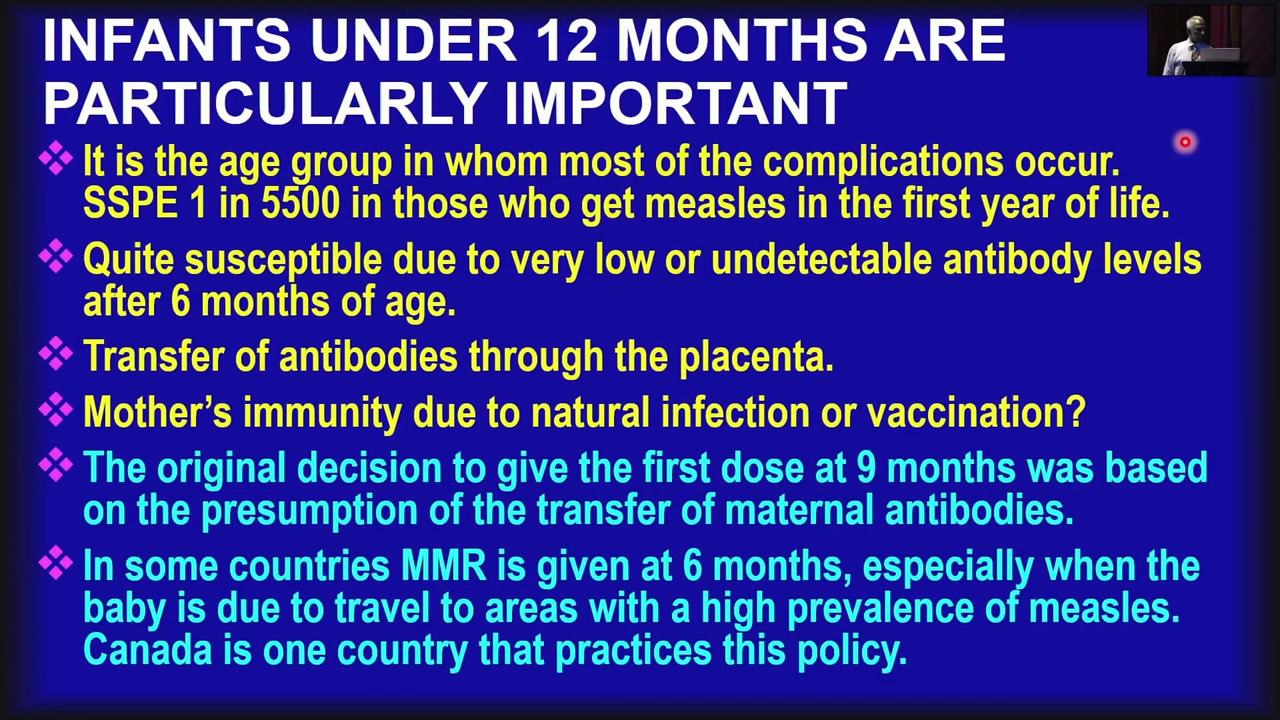 INFANTS UNDER 12 MONTHS ARE
PARTICULARLY IMPORTANT
It is the age group in whom most of the complications occur.
SSPE 1 in 5500 in those who get measles in the first year of life.
Quite susceptible due to very low or undetectable antibody levels
after 6 months of age.
Transfer of antibodies through the placenta.
Mother’s immunity due to natural infection or vaccination?
The original decision to give the first dose at 9 months was based
on the presumption of the transfer of maternal antibodies.
In some countries MMR is given at 6 months, especially when the
baby is due to travel to areas with a high prevalence of measles.
Canada is one country that practices this policy.